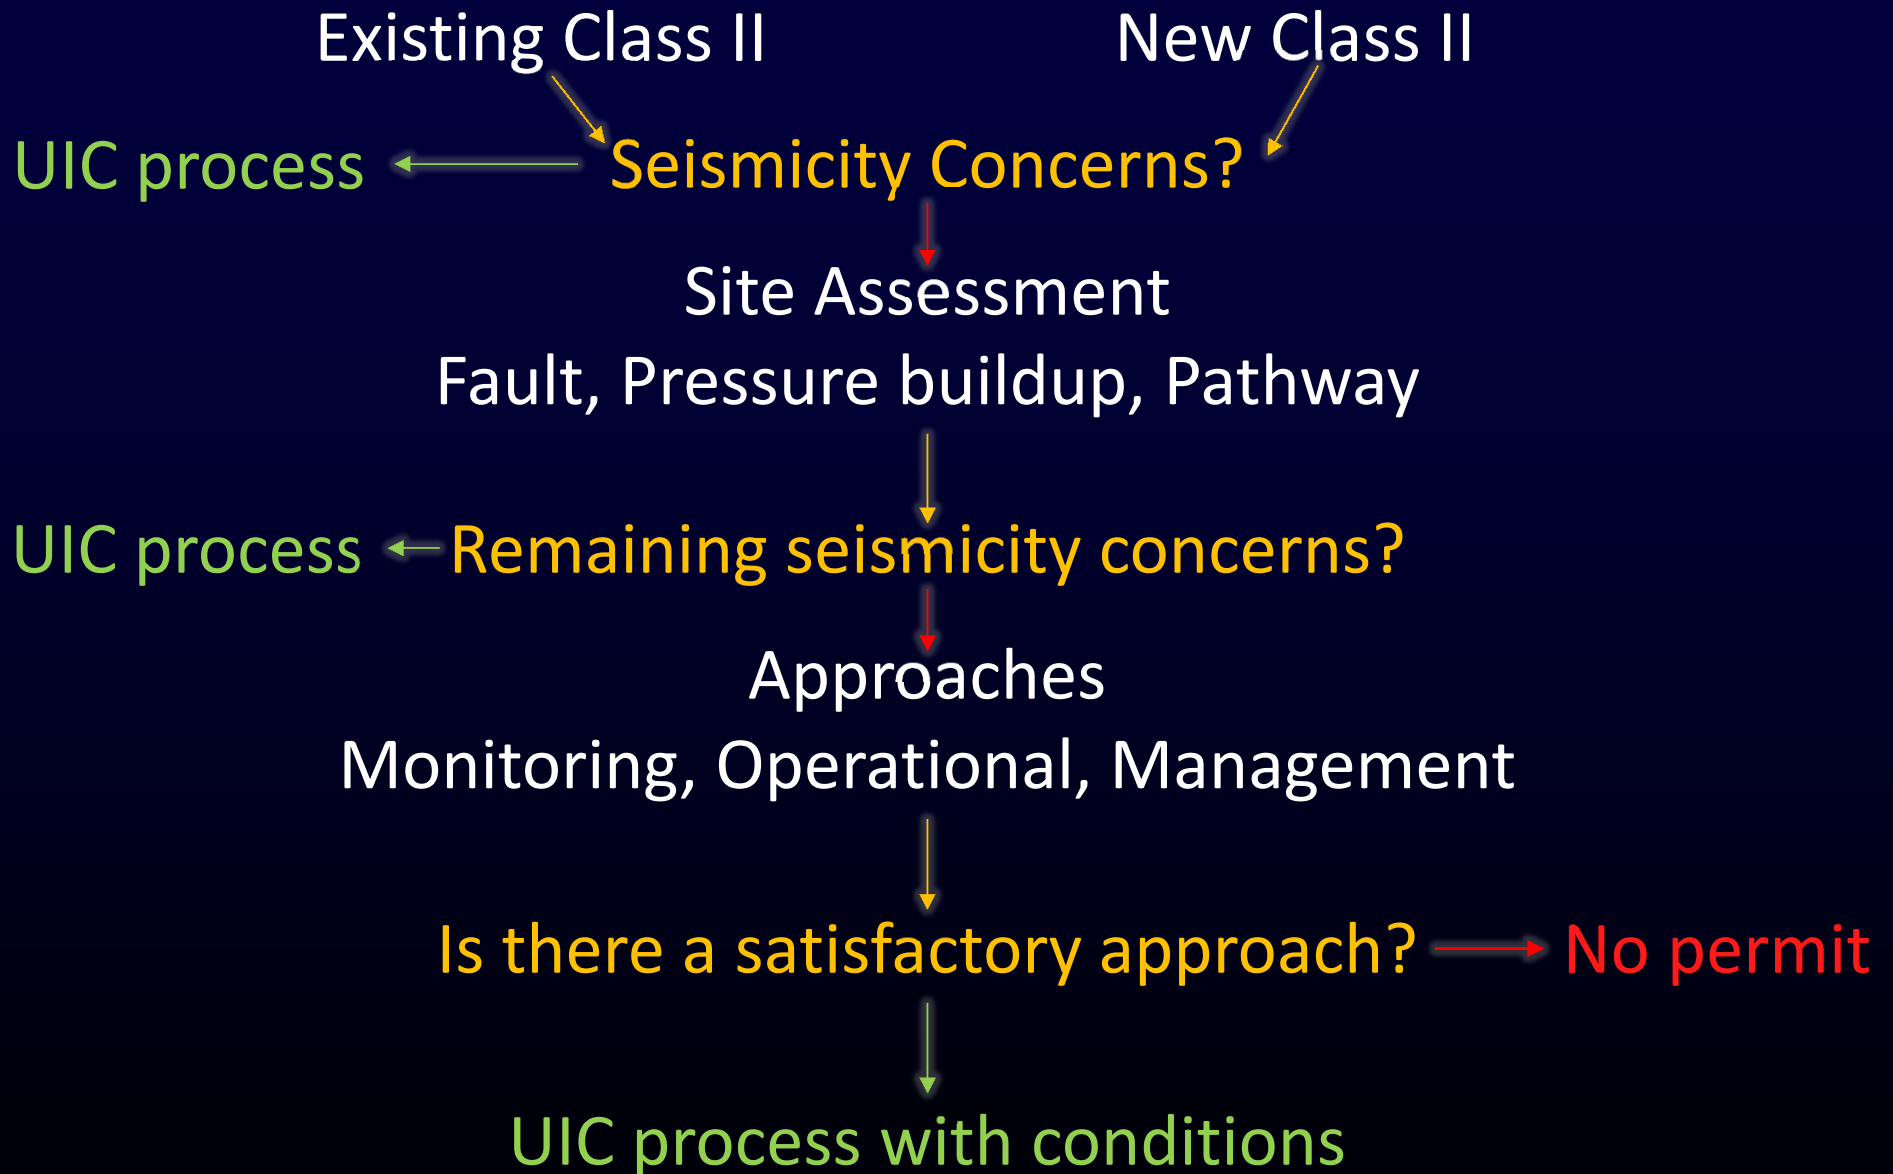 Existing Class II
New Class II
UIC process
Seismicity Concerns?
Site Assessment
Fault, Pressure buildup, Pathway
UIC process
Remaining seismicity concerns?
Approaches
Monitoring, Operational, Management
Is there a satisfactory approach?
No permit
UIC process with conditions